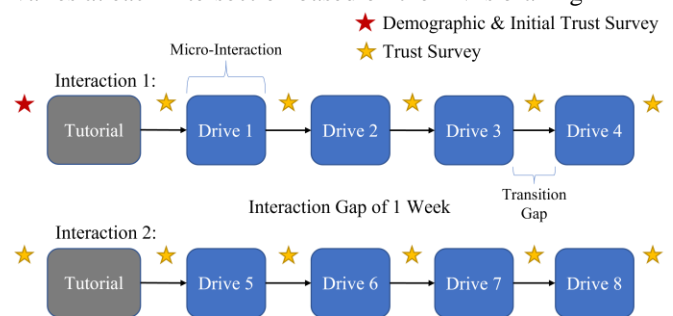 Demographic & Initial Trust Survey
Trust Survey
Micro-Interaction
Interaction 1:
Tutorial
Drive 1
Drive 2
Drive 3
Drive 4
Transition
Gap
Interaction Gap of 1 Week
Interaction 2:
Tutorial
Drive 5
Drive 6
Drive 7
Drive 8